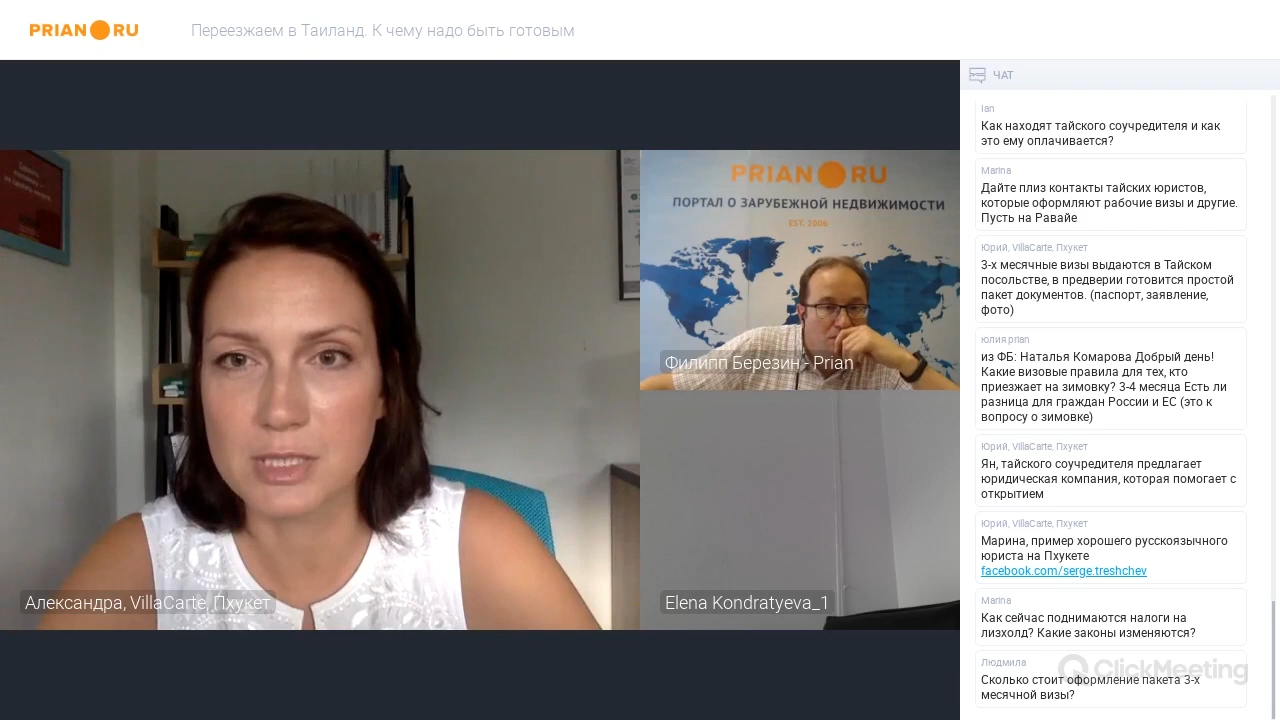 PRIAN RU
Переезжаем в Таиланд. К чему надо быть готовым
ЧАТ
Ian
Как находят тайского соучредителя и как
это ему оплачивается?
Marina
Дайте плиз контакты тайских юристов,
которые оформляют рабочие визы и другие.
Пусть на Равайе
Юрий, VillaCarte, Пхукет
3-х месячные визы выдаются в Тайском
посольстве, в предверии готовится простой
пакет документов. (паспорт, заявление,
фото)
юлия prian
из ФБ: Наталья Комарова Добрый день!
Какие визовые правила для тех, кто
приезжает на зимовку? 3-4 месяца Есть ли
разница для граждан России и ЕС (это к
вопросу о зимовке)
Юрий, VillaCarte, Пхукет
Ян, тайского соучредителя предлагает
юридическая компания, которая помогает с
открытием
Юрий, VillaCarte, Пхукет
Марина, пример хорошего русскоязычного
юриста на Пхукете
facebook.com/serge.treshchev
Marina
Как сейчас поднимаются налоги на
лизхолд? Какие законы изменяются?
Людмила
Сколько стоит оформление пакета 3-х
месячной визы?
ClickMeeting
PRIAN RU
ПОРТАЛ О ЗАРУБЕЖНОЙ НЕДВИЖИМОСТИ
EST. 2006
Филипп Березин - Prian
Александра, VillaCarte, Пхукет
Elena Kondratyeva_1